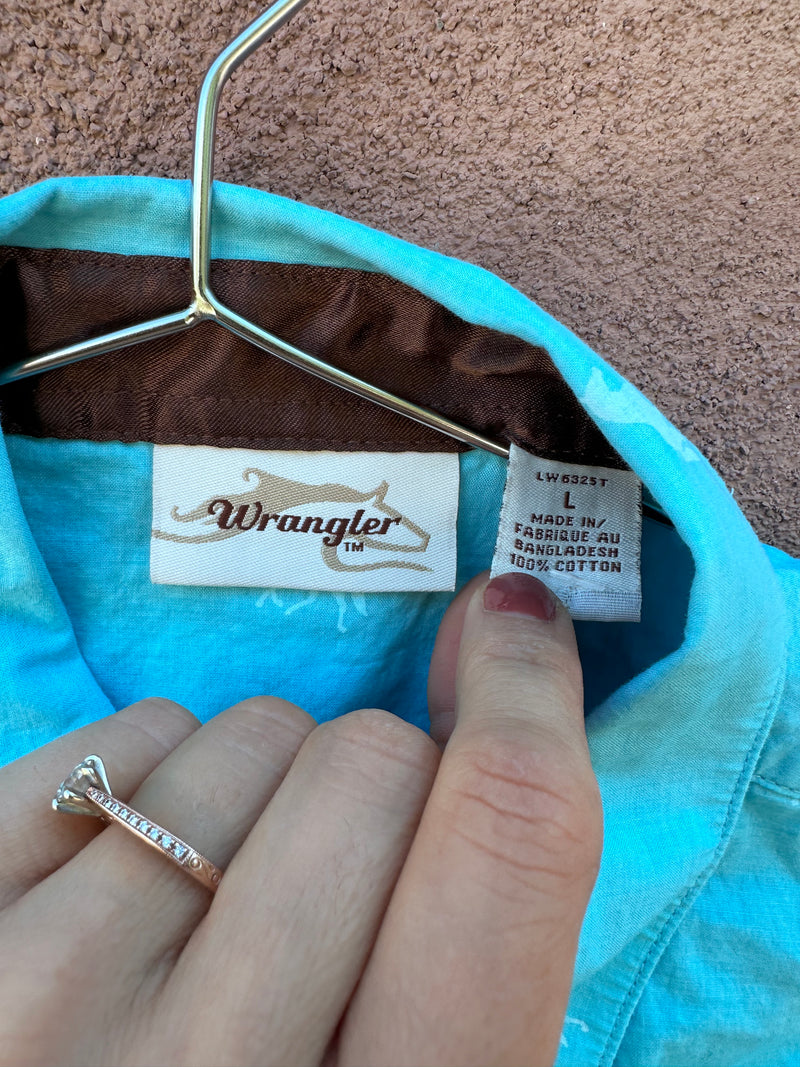 Wrangler
TM
LW6325T
L
MADE IN/
FABRIQUE AU
BANGLADESH
100% COTTON